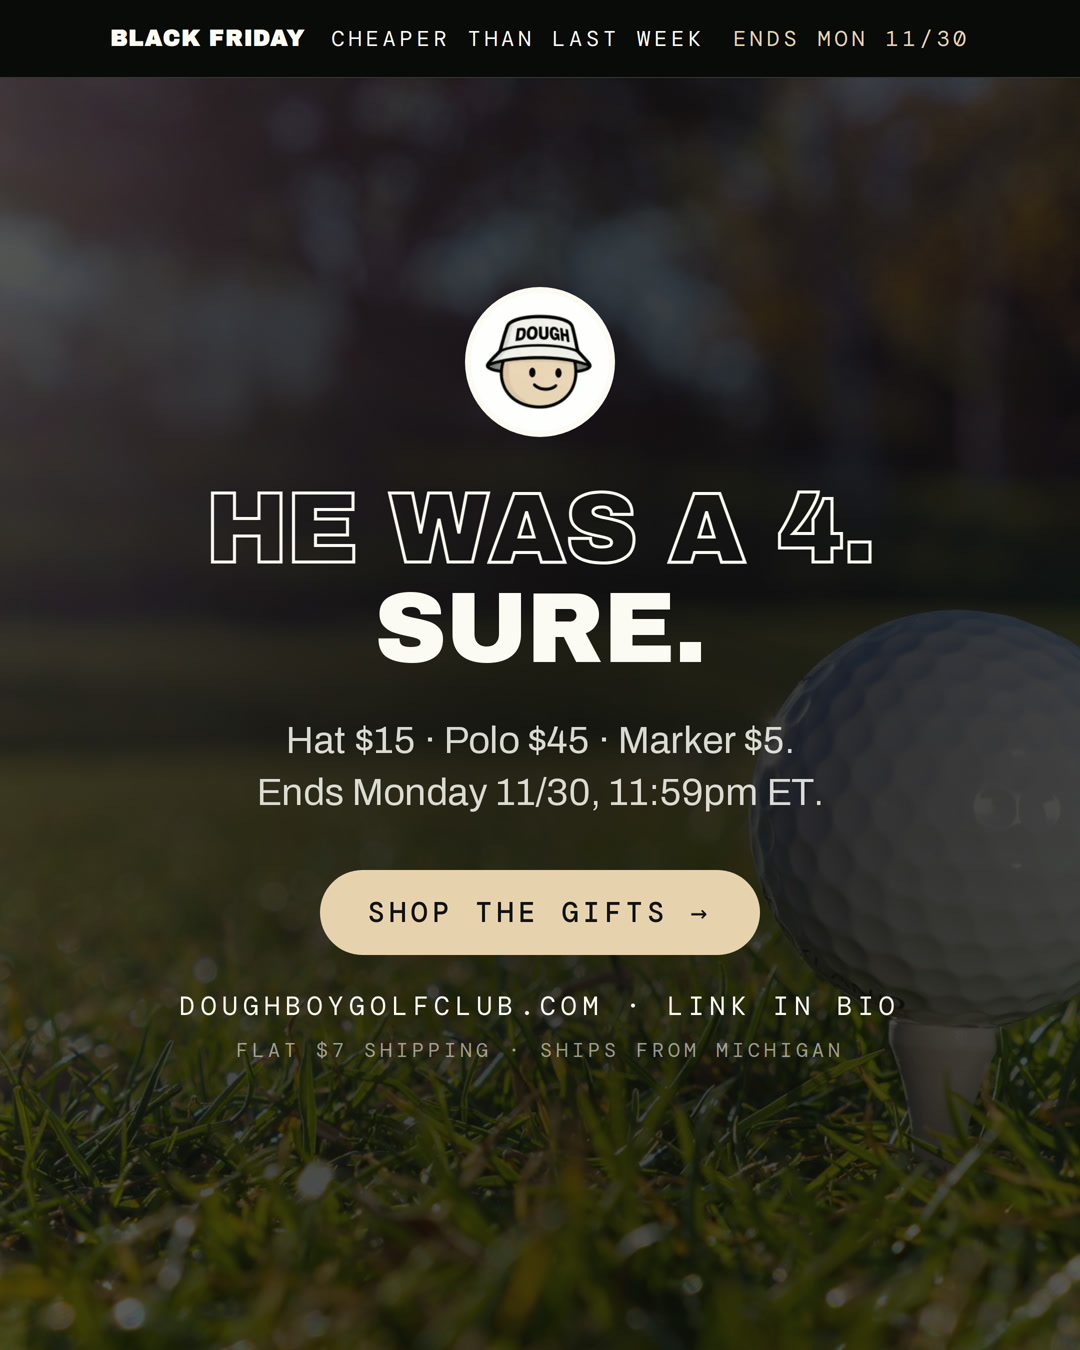 BLACK FRIDAY CHEAPER THAN LAST WEEK ENDS MON 11/30
DOUGH
HE WAS A 4.
SURE.
Hat $15 · Polo $45 · Marker $5.
Ends Monday 11/30, 11:59pm ET.
SHOP THE GIFTS →
DOUGHBOYGOLFCLUB.COM · LINK IN BIO
FLAT $7 SHIPPING · SHIPS FROM MICHIGAN